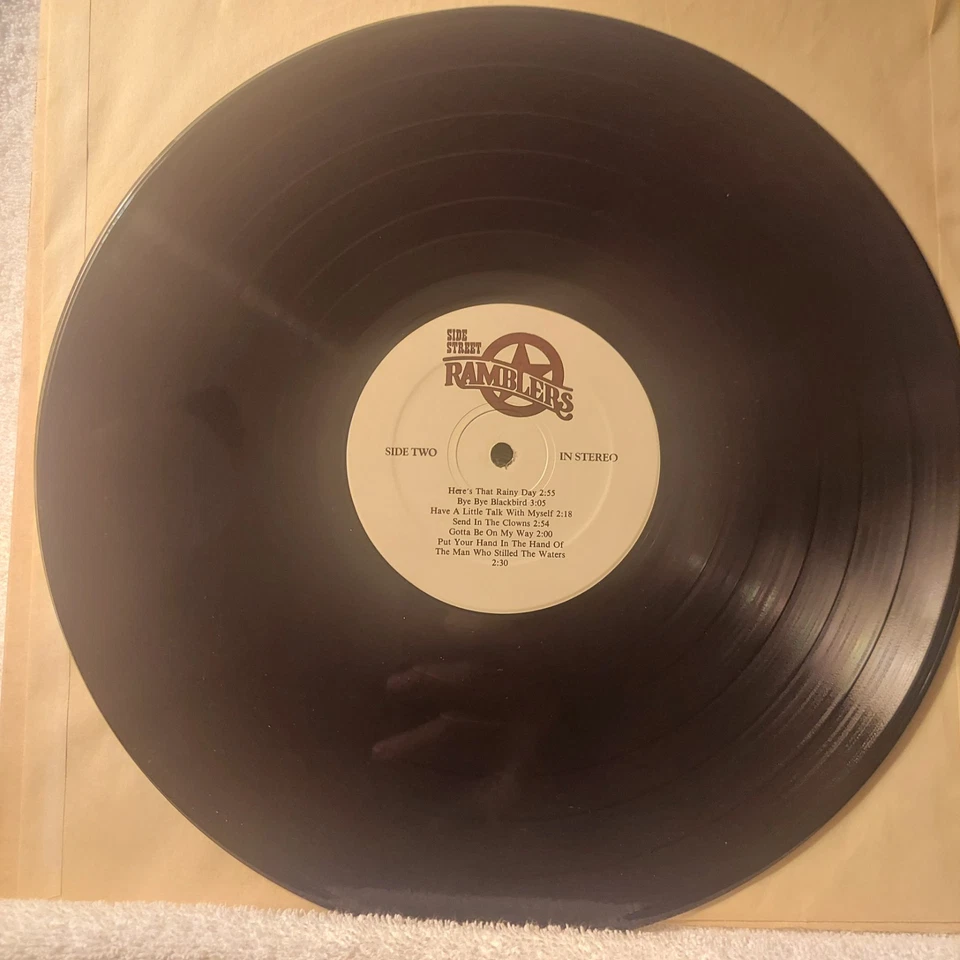 SIDE
STREET
RAMBLERS
SIDE TWO
IN STEREO
Here's That Rainy Day 2:55
Bye Bye Blackbird 3:05
Have A Little Talk With Myself 2:18
Send In The Clowns 2:54
Gotta Be On My Way 2:00
Put Your Hand In The Hand Of
The Man Who Stilled The Waters
2:30